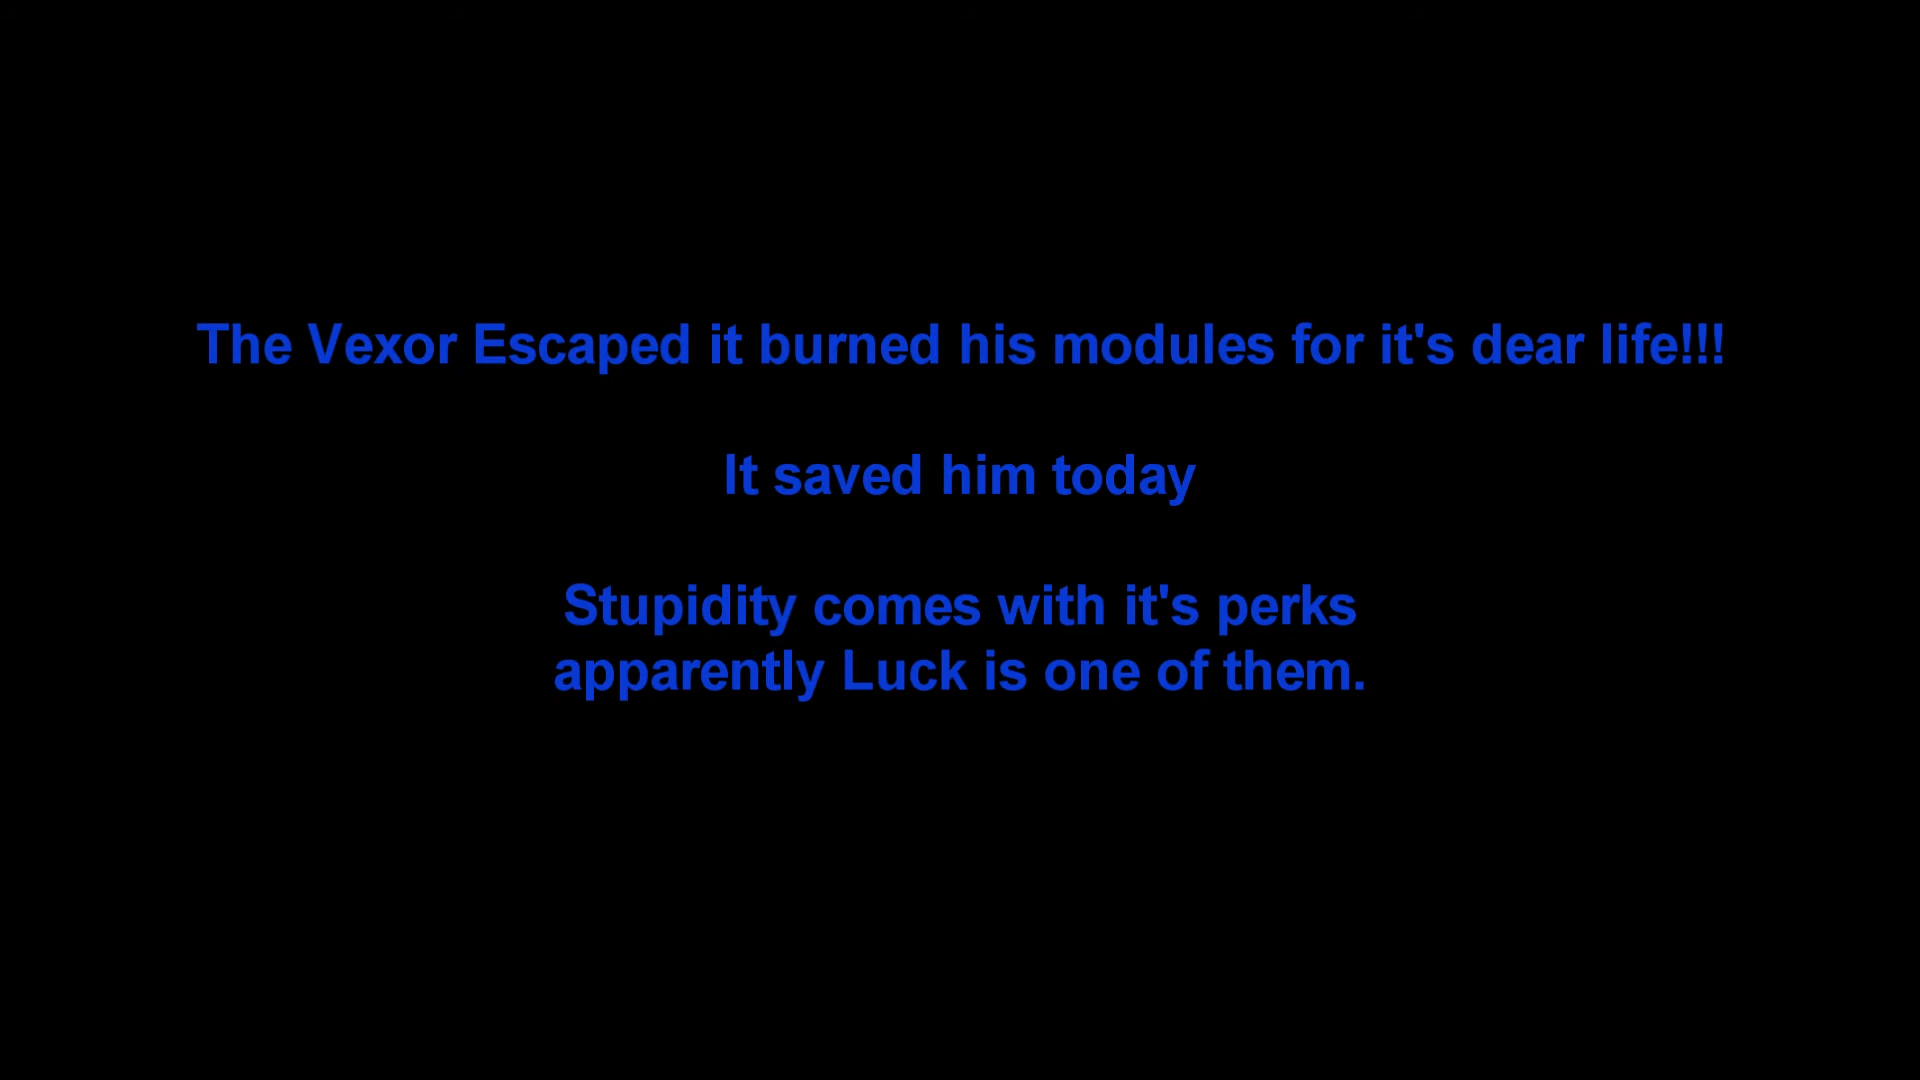 The Vexor Escaped it burned his modules for it's dear life!!!
It saved him today
Stupidity comes with it's perks
apparently Luck is one of them.